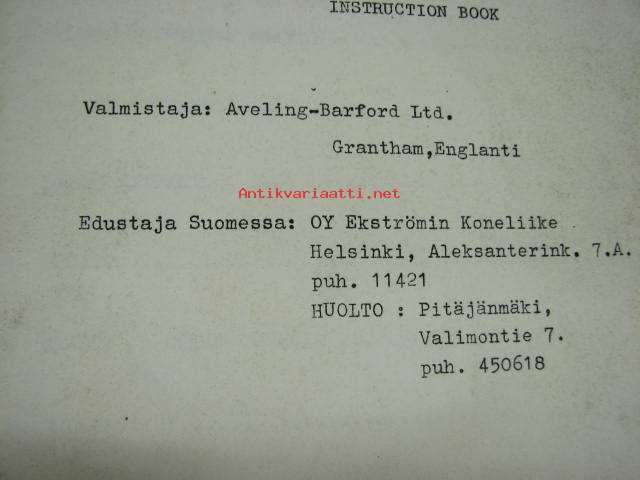 INSTRUCTION BOOK
Valmistaja: Aveling-Barford Ltd.
Grantham,Englanti
Antikvariaatti.net
Edustaja Suomessa: OY Ekströmin Koneliike
Helsinki, Aleksanterink. 7.A.
puh. 11421
HUOLTO : Pitäjänmäki,
Valimontie 7.
puh. 450618